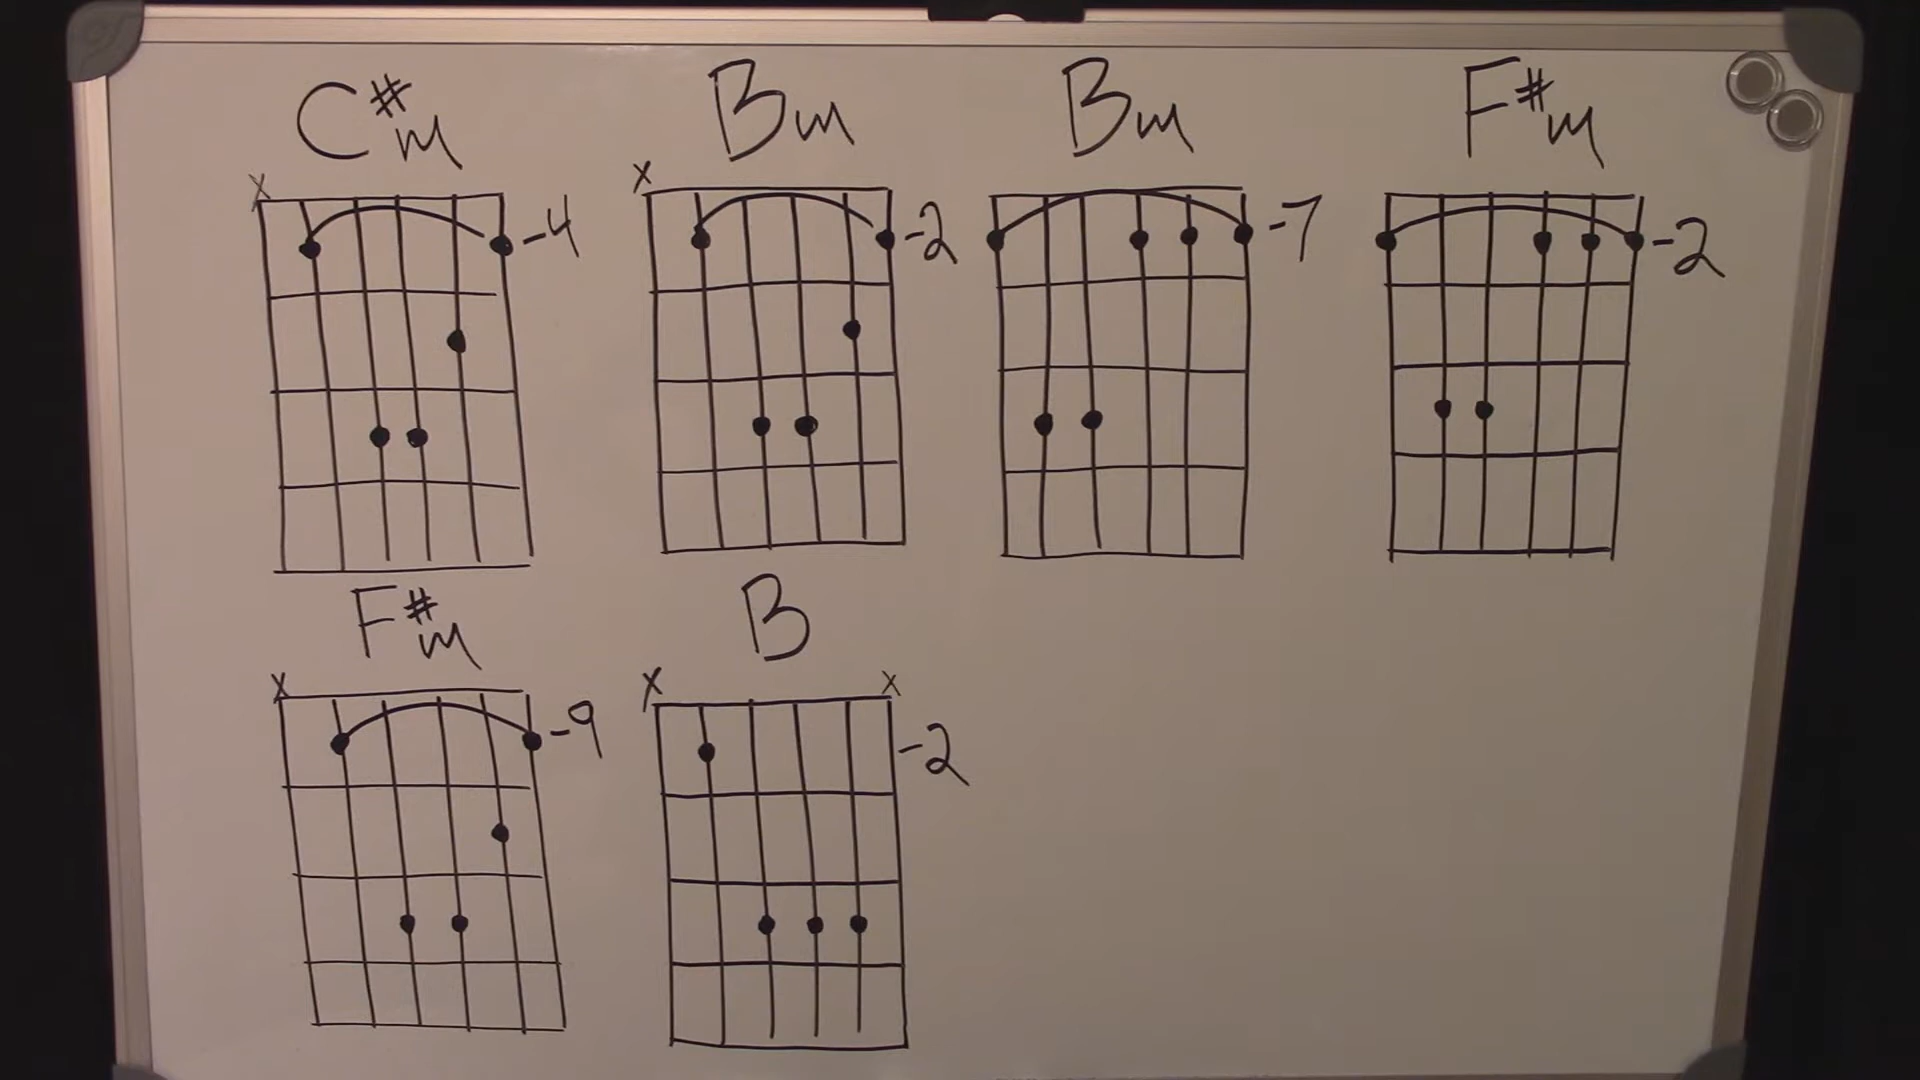 C#m Bm Bm F#m
x x
-4 -2 -7 -2
F#m B
x x x
-9 -2